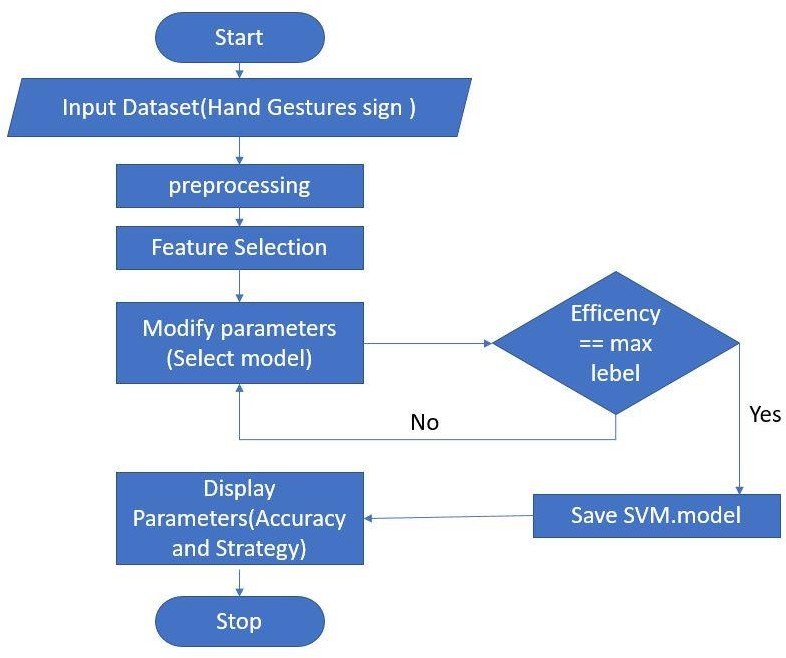 Start
Input Dataset(Hand Gestures sign )
preprocessing
Feature Selection
Modify parameters
(Select model)
Efficency
== max
lebel
No
Yes
Save SVM.model
Display
Parameters(Accuracy
and Strategy)
Stop